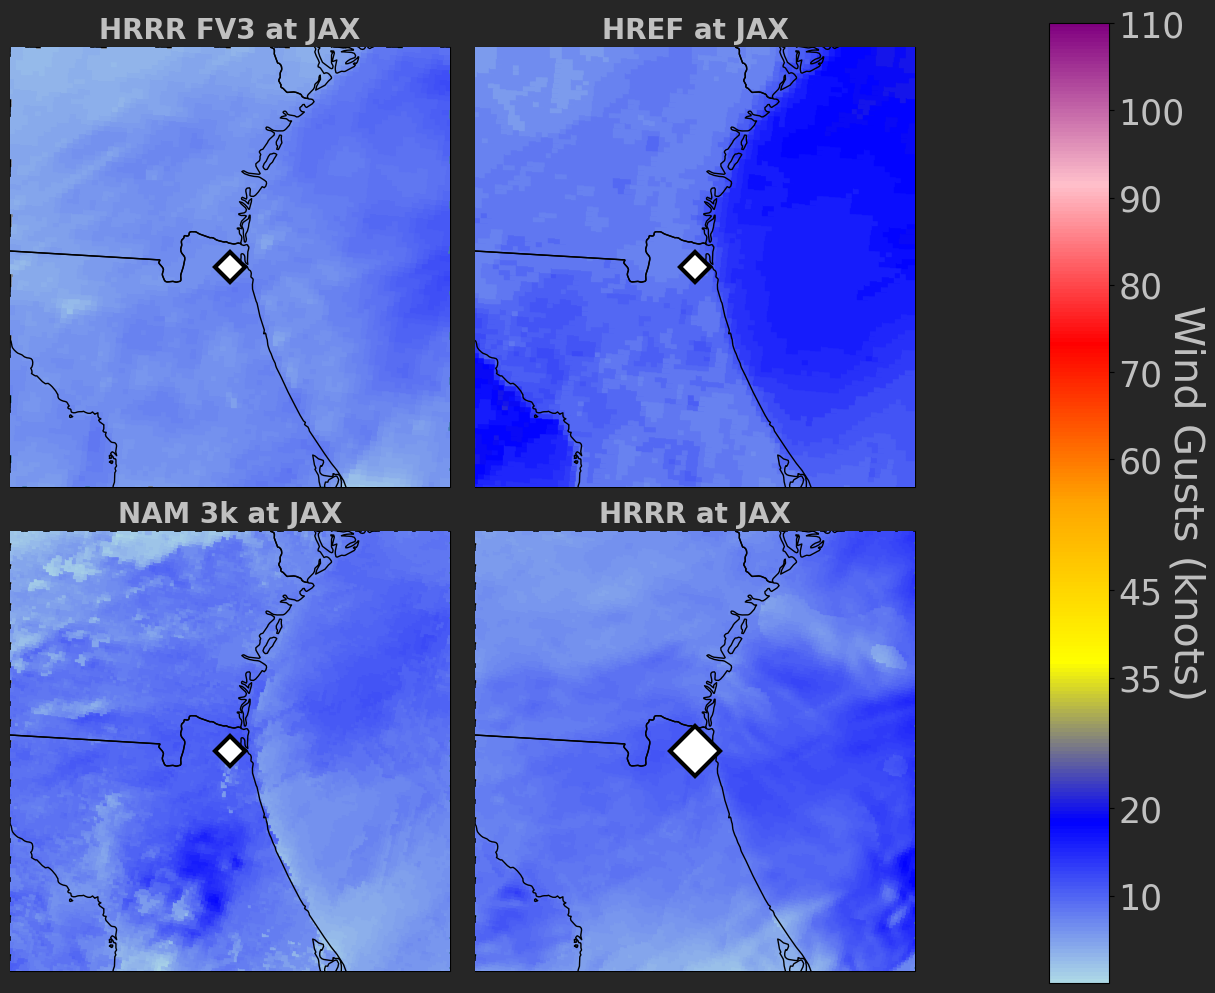 HRRR FV3 at JAX
HREF at JAX
NAM 3k at JAX
HRRR at JAX
110
100
90
80
70
60
45
35
20
10
Wind Gusts (knots)